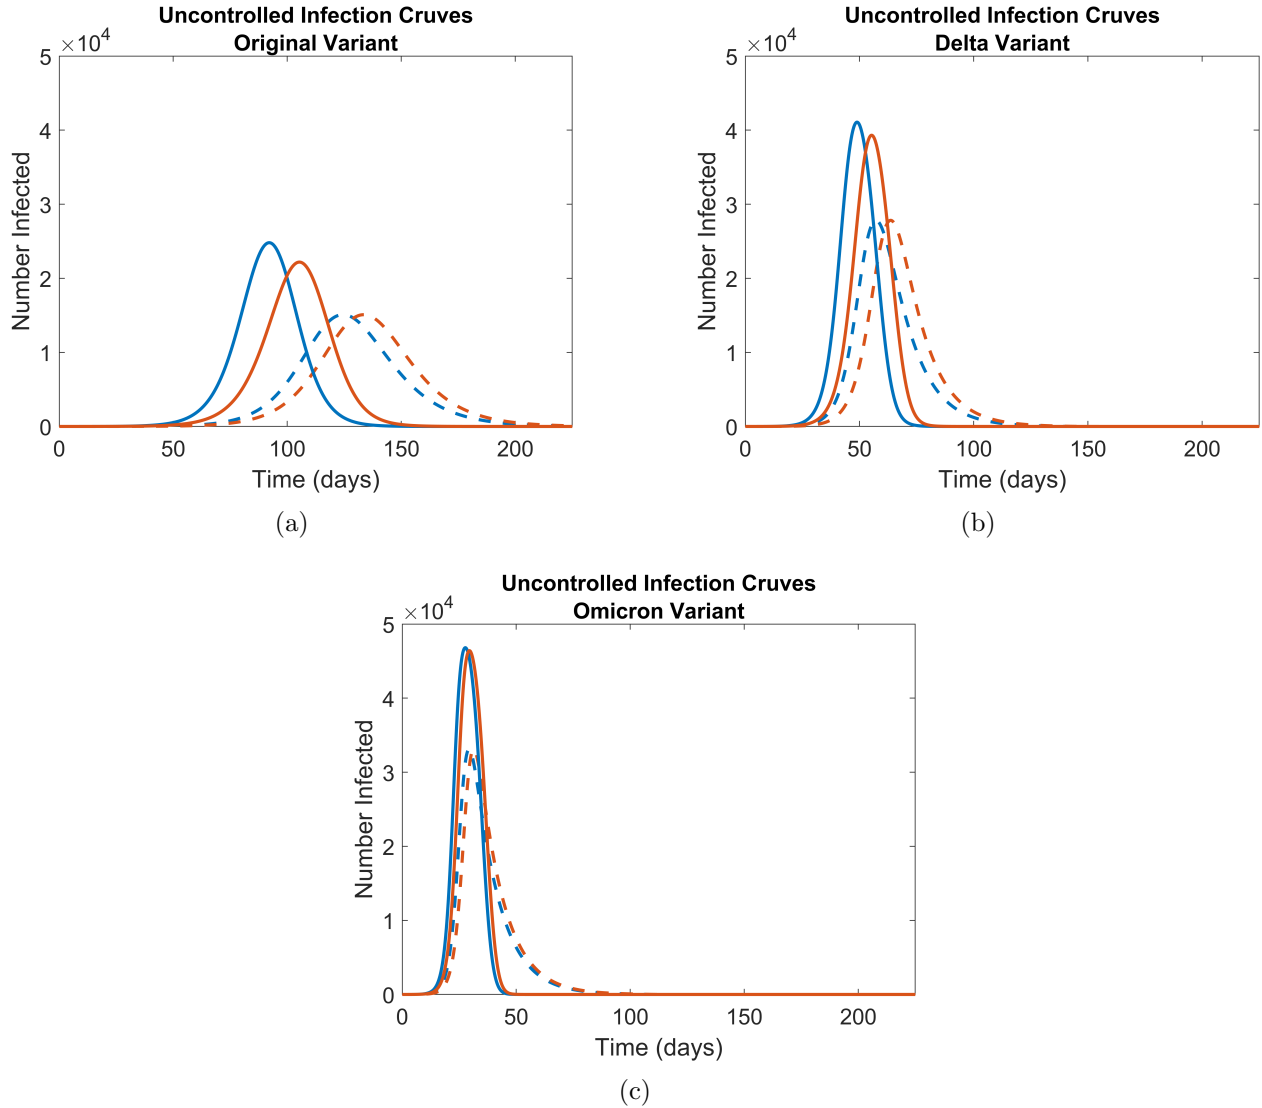 Uncontrolled Infection Cruves
Original Variant
×10^4
5
4
3
2
1
0
Number Infected
0 50 100 150 200
Time (days)
(a)
Uncontrolled Infection Cruves
Delta Variant
×10^4
5
4
3
2
1
0
Number Infected
0 50 100 150 200
Time (days)
(b)
Uncontrolled Infection Cruves
Omicron Variant
×10^4
5
4
3
2
1
0
Number Infected
0 50 100 150 200
Time (days)
(c)